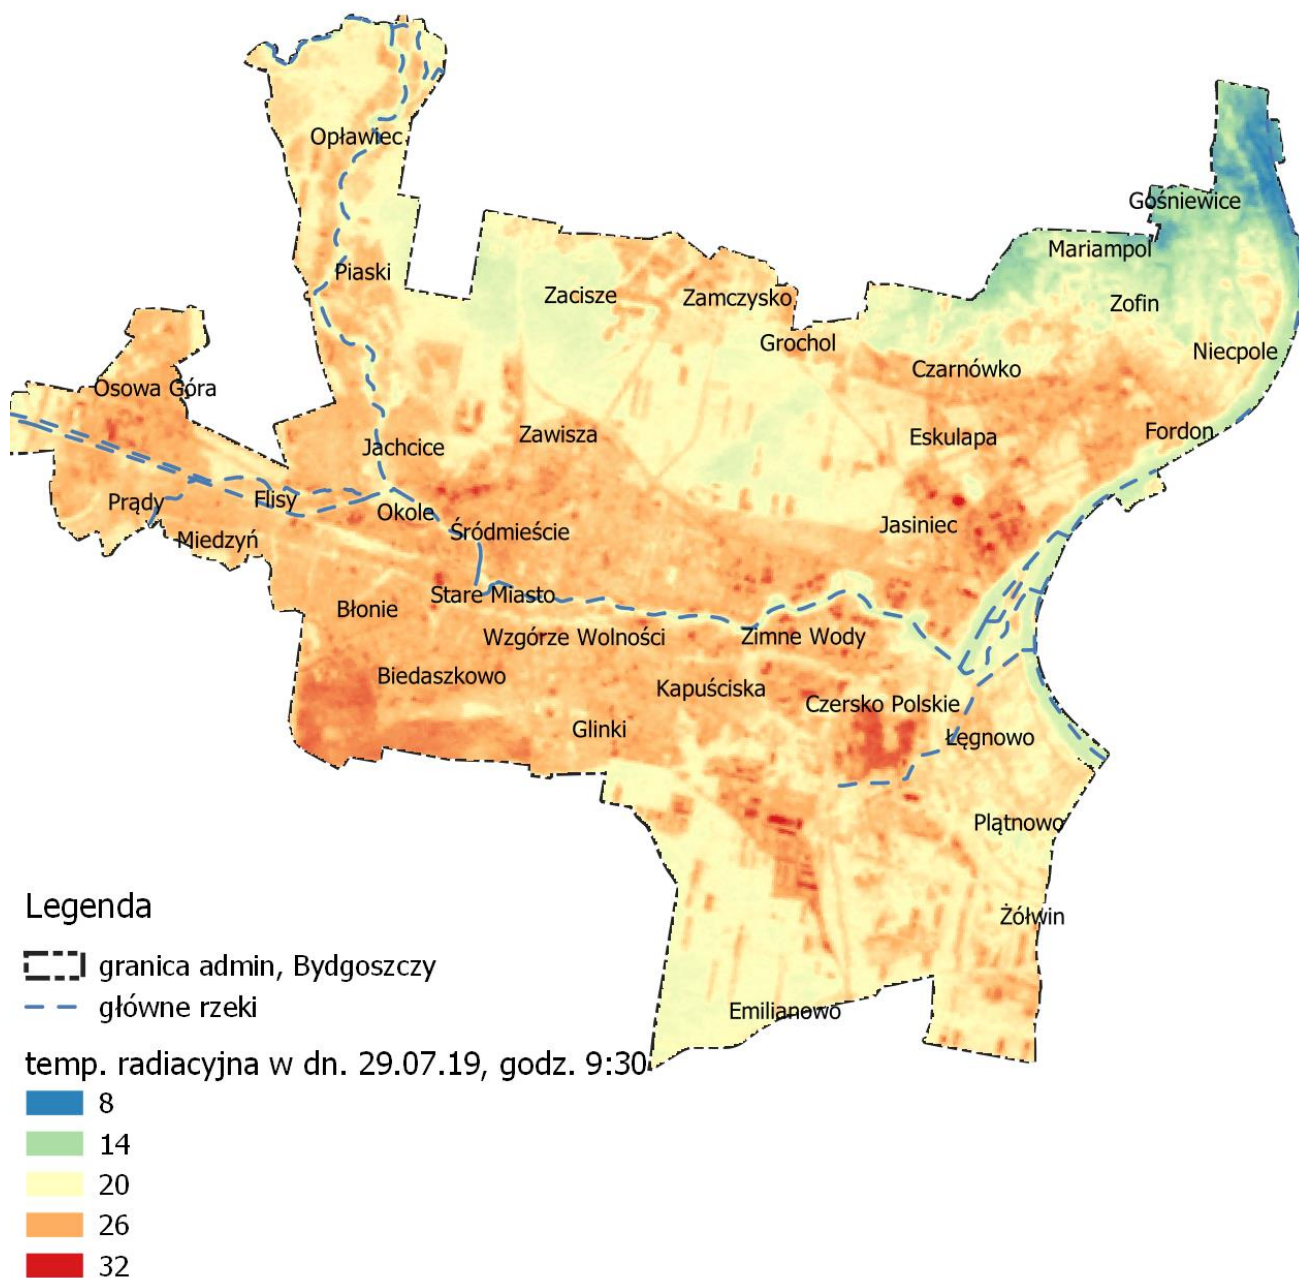 Opławiec
Gośniewice
Mariampol
Piaski
Zacisze
Zamczysko
Zofin
Grochol
Niecpole
Czarnówko
Osowa Góra
Zawisza
Eskulapa
Fordon
Jachcice
Prądy
Flisy
Okole
Jasiniec
Miedzyń
Śródmieście
Stare Miasto
Błonie
Wzgórze Wolności
Zimne Wody
Biedaszkowo
Kapuściska
Czersko Polskie
Glinki
Łęgnowo
Plątnowo
Żółwin
Emilianowo
Legenda
granica admin, Bydgoszczy
główne rzeki
temp. radiacyjna w dn. 29.07.19, godz. 9:30
8
14
20
26
32